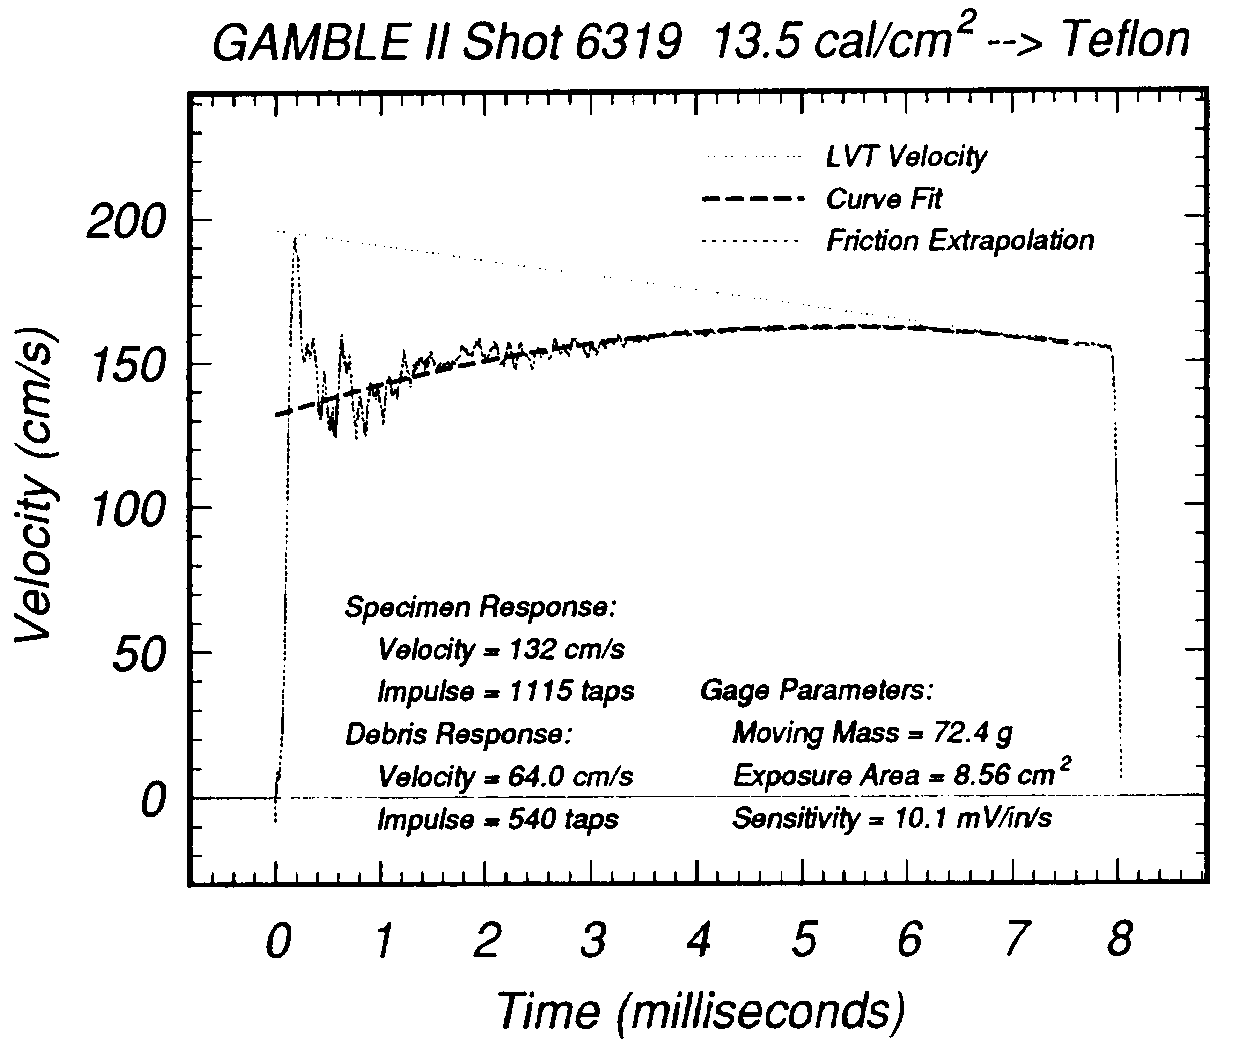 GAMBLE II Shot 6319 13.5 cal/cm² --> Teflon
LVT Velocity
Curve Fit
Friction Extrapolation
Velocity (cm/s)
200
150
100
50
0
Specimen Response:
Velocity = 132 cm/s
Impulse = 1115 taps
Debris Response:
Velocity = 64.0 cm/s
Impulse = 540 taps
Gage Parameters:
Moving Mass = 72.4 g
Exposure Area = 8.56 cm²
Sensitivity = 10.1 mV/in/s
0 1 2 3 4 5 6 7 8
Time (milliseconds)